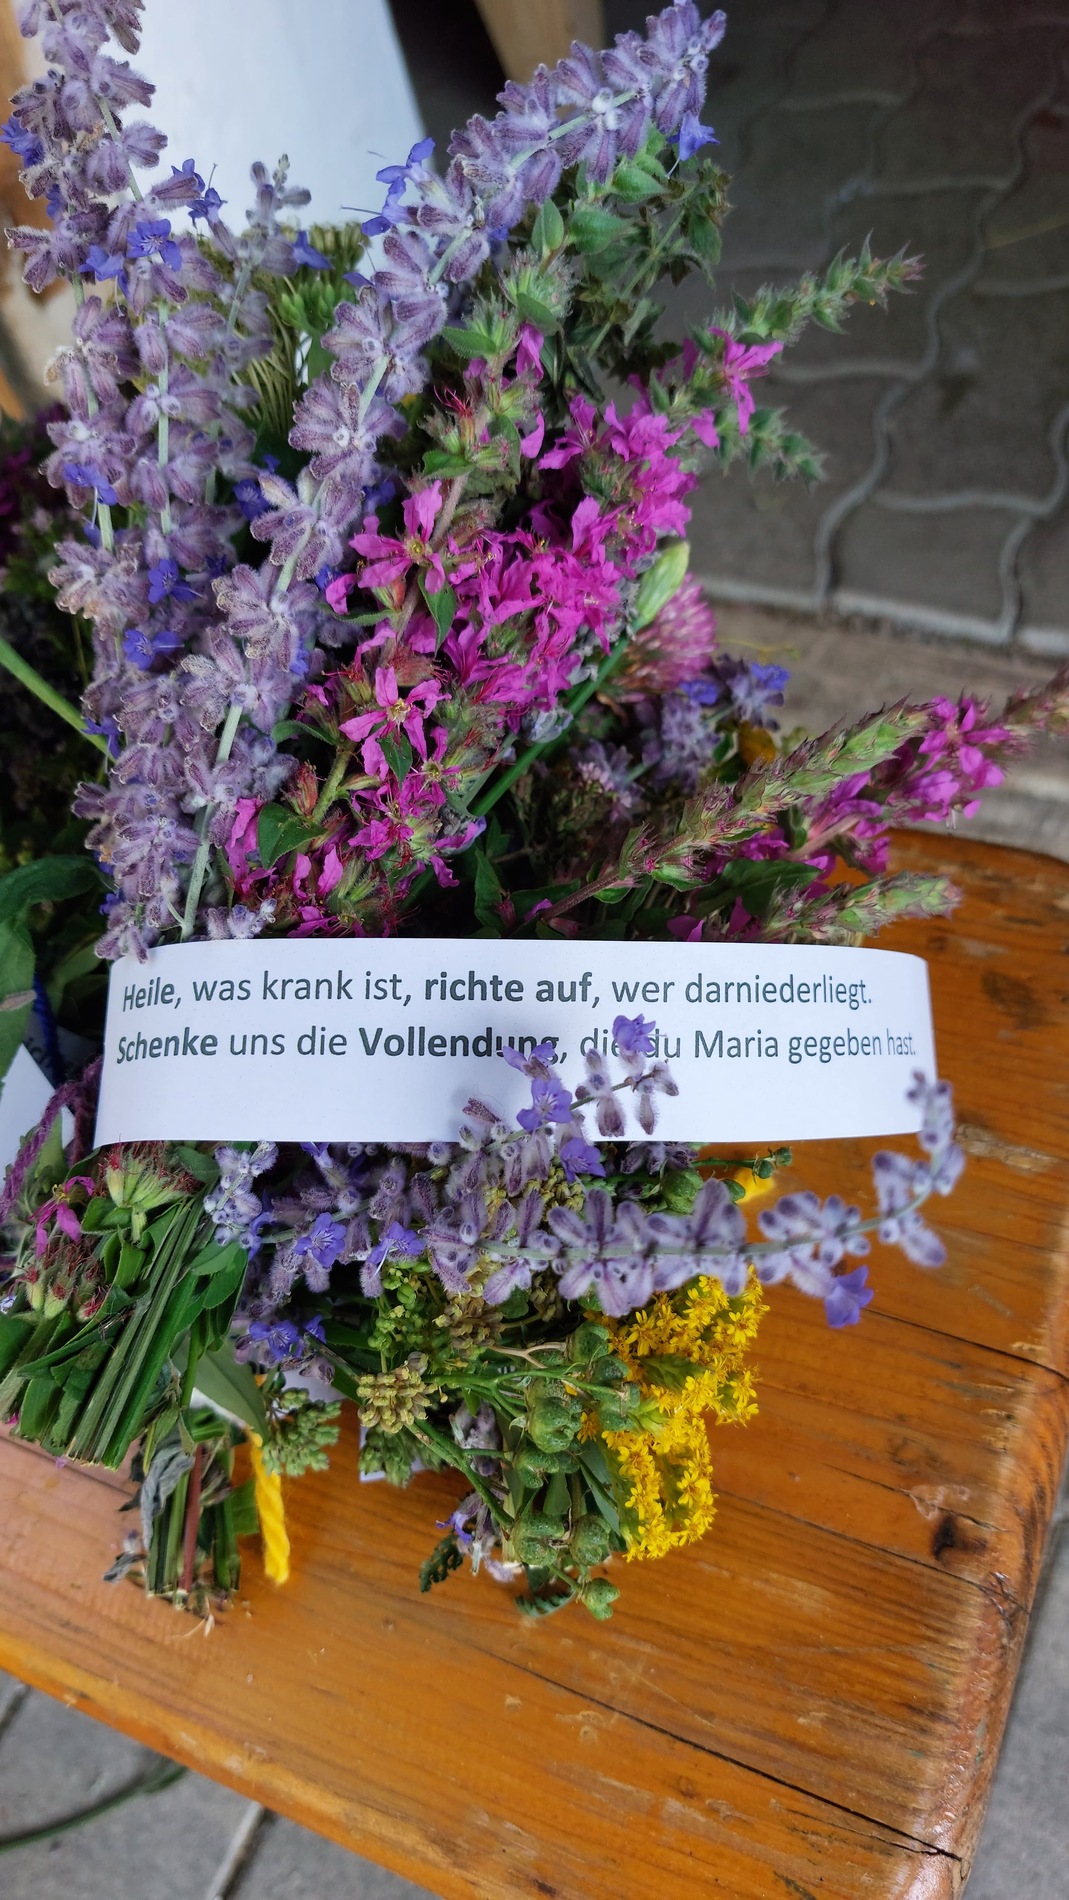 Heile, was krank ist, richte auf, wer darniederliegt.
Schenke uns die Vollendung, die du Maria gegeben hast.